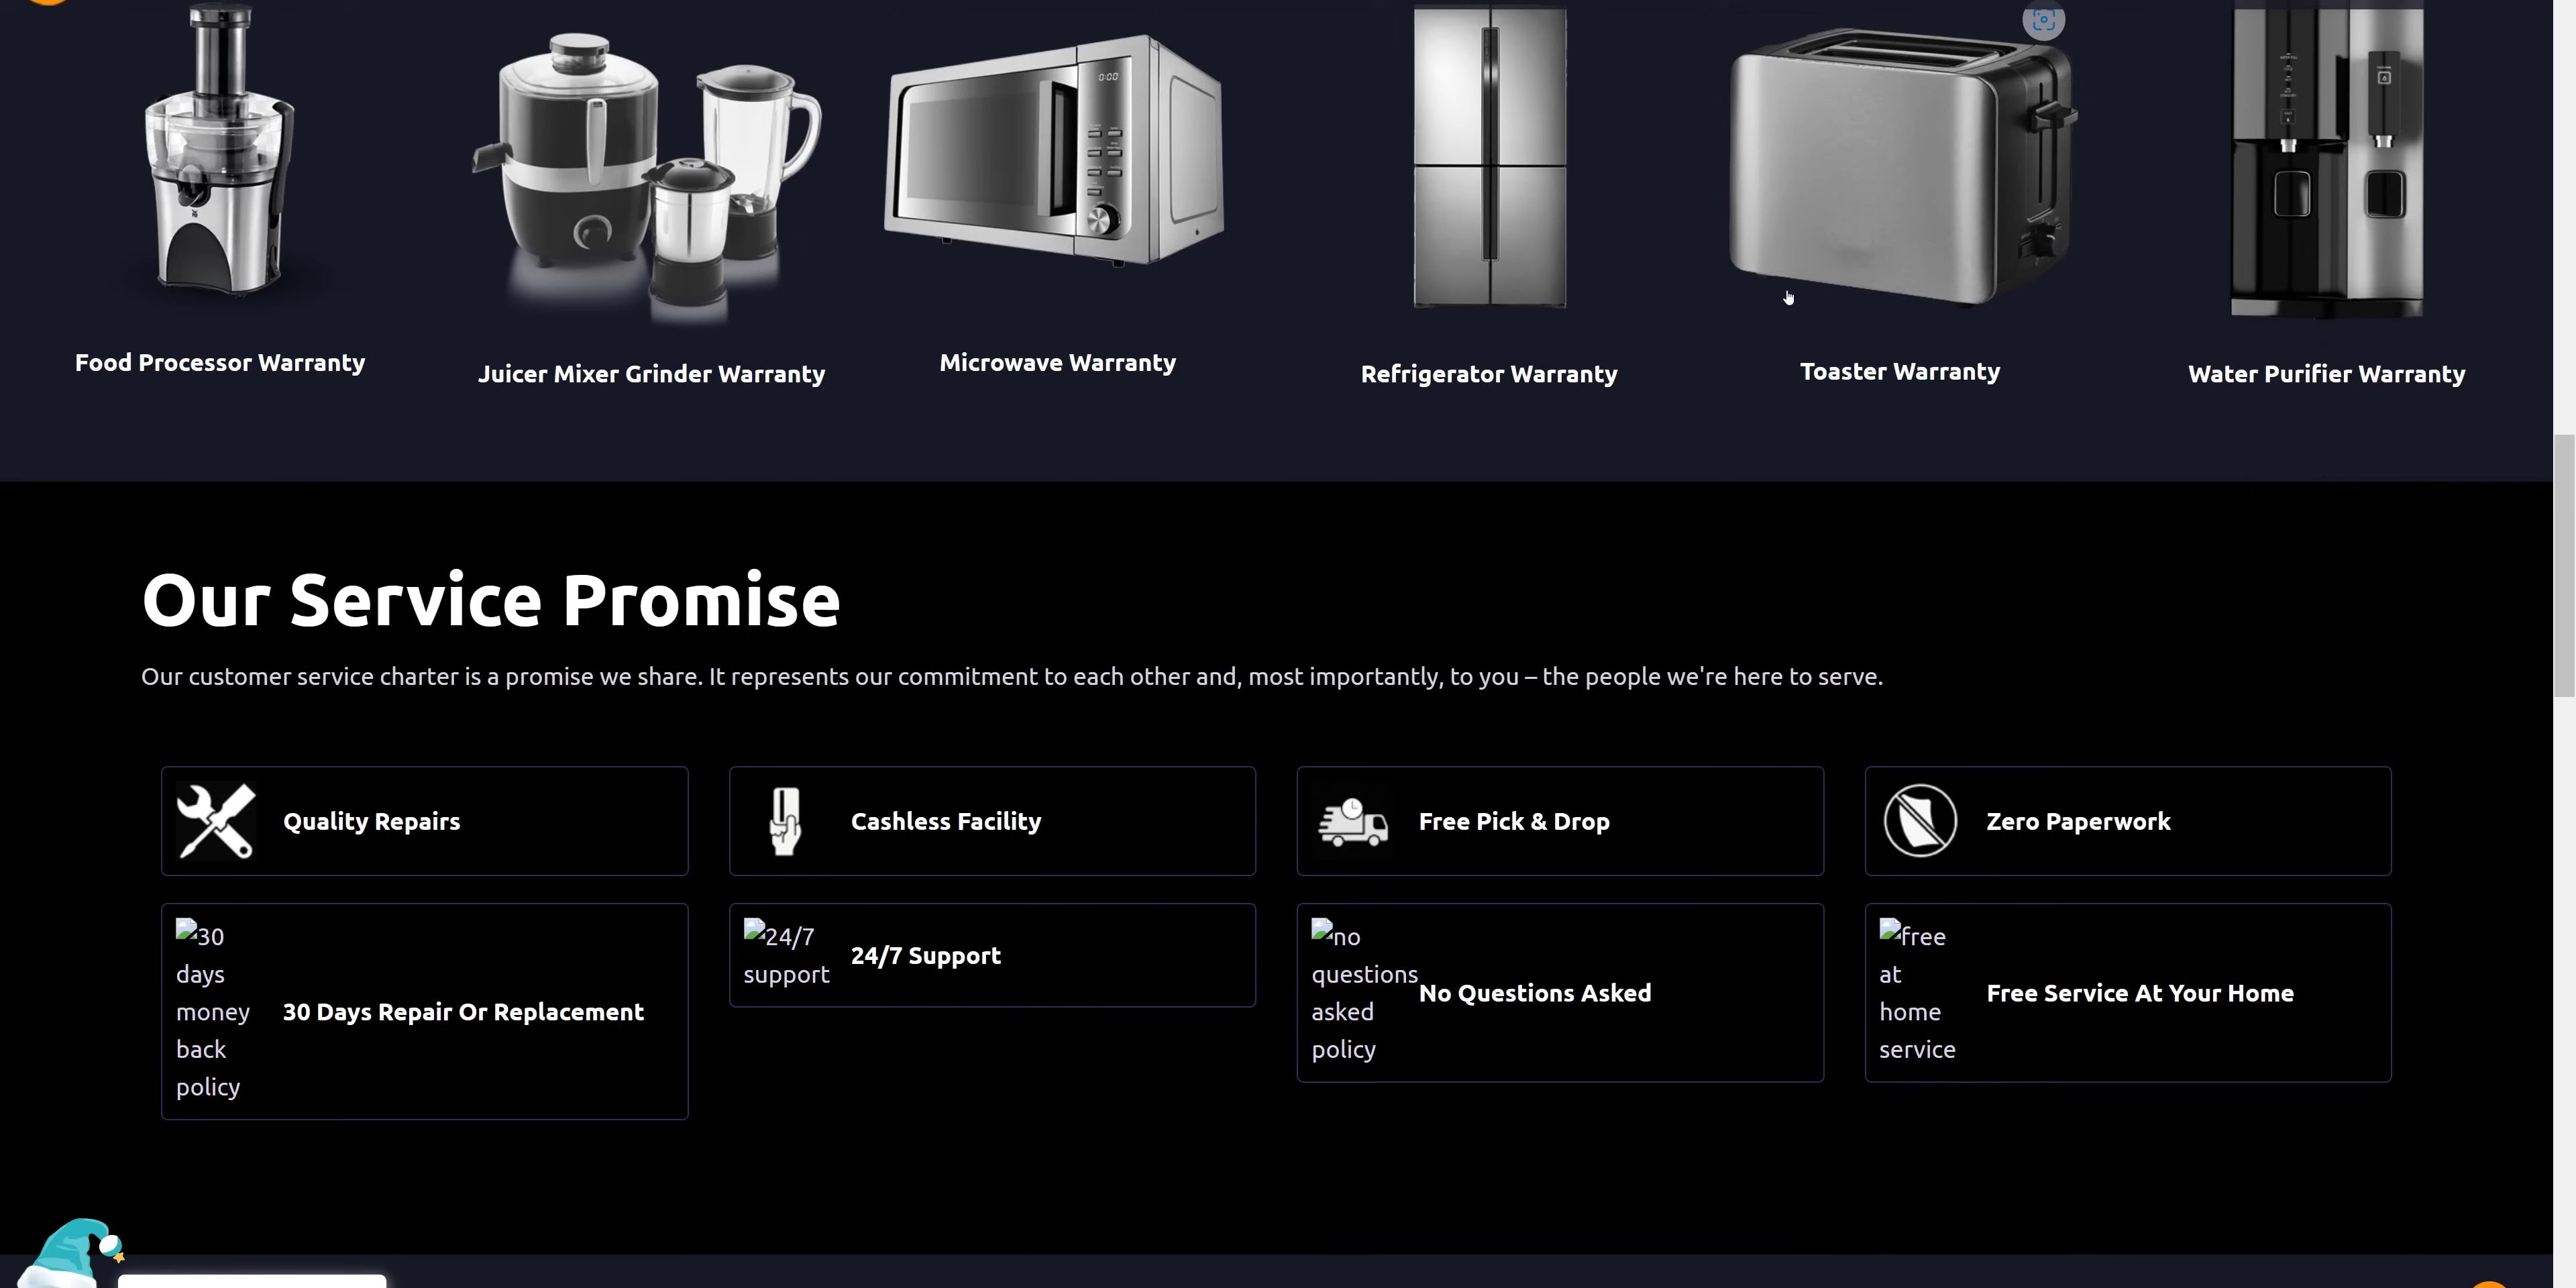 0:00
Food Processor Warranty
Juicer Mixer Grinder Warranty
Microwave Warranty
Refrigerator Warranty
Toaster Warranty
Water Purifier Warranty
Our Service Promise
Our customer service charter is a promise we share. It represents our commitment to each other and, most importantly, to you – the people we're here to serve.
Quality Repairs
Cashless Facility
Free Pick & Drop
Zero Paperwork
30
days
money
back
policy
30 Days Repair Or Replacement
24/7
support
24/7 Support
no
questions
asked
policy
No Questions Asked
free
at
home
service
Free Service At Your Home